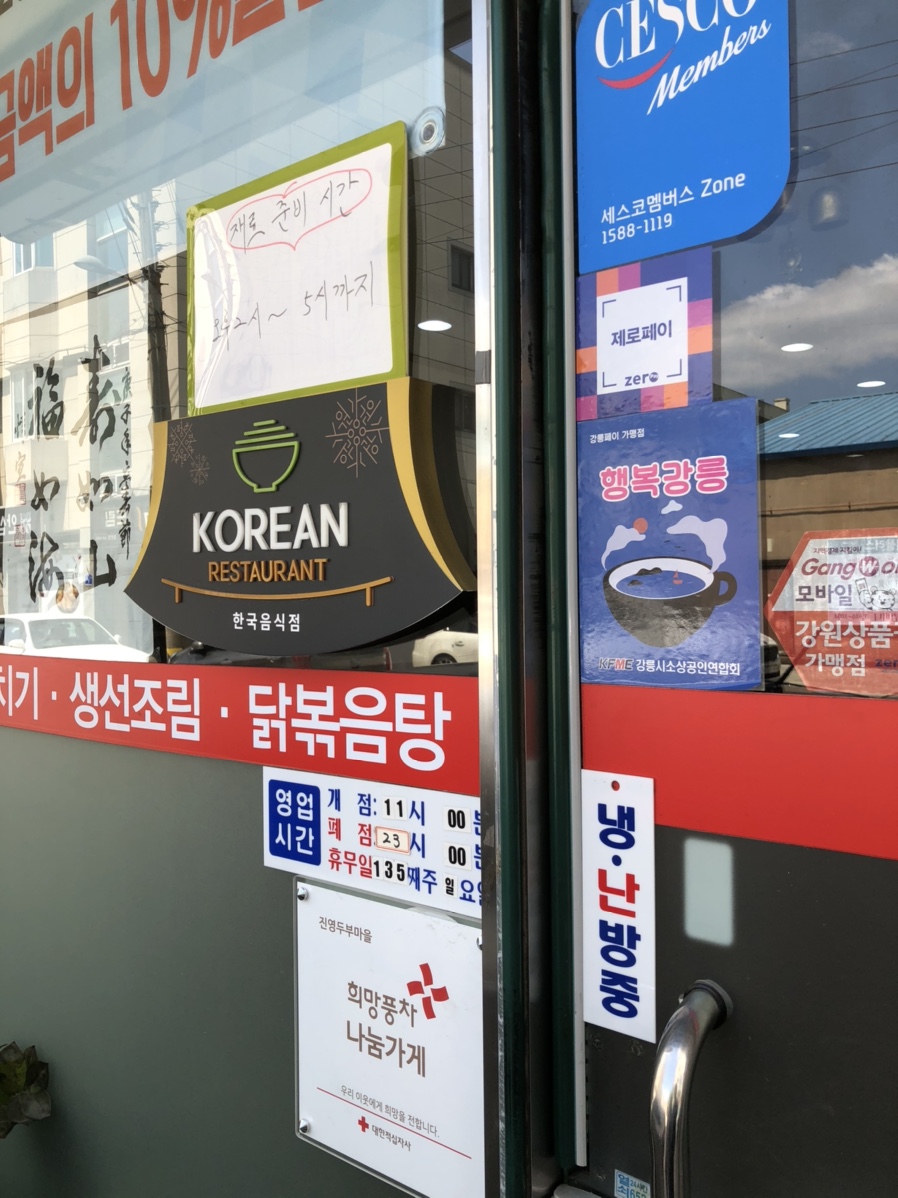 금액의 10%
재료 준비 시간
오후 2시 ~ 5시까지
壽如山
福如海
KOREAN
RESTAURANT
한국음식점
치기 · 생선조림 · 닭볶음탕
영업
시간
개 점: 11시 00분
폐 점: 23시 00분
휴무일 135째주 일요일
진영두부마을
희망풍차
나눔가게
우리 이웃에게 희망을 전합니다.
대한적십자사
CESCO
Members
세스코멤버스 Zone
1588-1119
제로페이
zero
강릉페이 가맹점
행복강릉
KFME 강릉시소상공인연합회
GangWon
모바일
강원상품
가맹점
냉·난방중